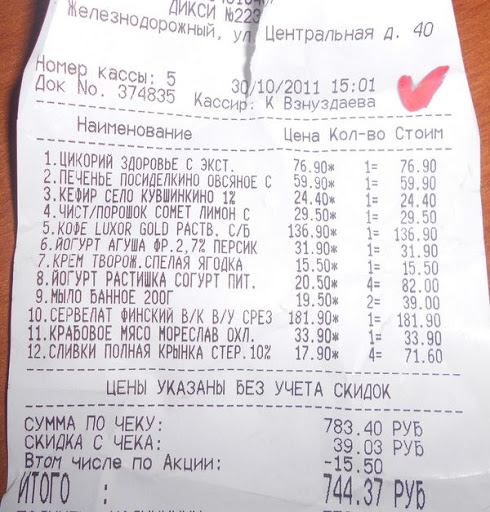 ДИКСИ №223
Железнодорожный, ул Центральная д. 40
Номер кассы: 5 30/10/2011 15:01
Док No. 374835 Кассир: К Взнуздаева
Наименование Цена Кол-во Стоим
1.ЦИКОРИЙ ЗДОРОВЬЕ С ЭКСТ. 76.90* 1= 76.90
2.ПЕЧЕНЬЕ ПОСИДЕЛКИНО ОВСЯНОЕ С 59.90* 1= 59.90
3.КЕФИР СЕЛО КУВШИНКИНО 1% 24.40* 1= 24.40
4.ЧИСТ/ПОРОШОК СОМЕТ ЛИМОН С 29.50* 1= 29.50
5.КОФЕ LUXOR GOLD РАСТВ. С/Б 136.90* 1= 136.90
6.ЙОГУРТ АГУША ФР.2,7% ПЕРСИК 31.90* 1= 31.90
7.КРЕМ ТВОРОЖ.СПЕЛАЯ ЯГОДКА 15.50* 1= 15.50
8.ЙОГУРТ РАСТИШКА СОГУРТ ПИТ. 20.50* 4= 82.00
9.МЫЛО БАННОЕ 200Г 19.50* 2= 39.00
10.СЕРВЕЛАТ ФИНСКИЙ В/К В/У СРЕЗ 181.90* 1= 181.90
11.КРАБОВОЕ МЯСО МОРЕСЛАВ ОХЛ. 33.90* 1= 33.90
12.СЛИВКИ ПОЛНАЯ КРЫНКА СТЕР.10% 17.90* 4= 71.60
ЦЕНЫ УКАЗАНЫ БЕЗ УЧЕТА СКИДОК
СУММА ПО ЧЕКУ: 783.40 РУБ
СКИДКА С ЧЕКА: 39.03 РУБ
Втом числе по Акции: -15.50
ИТОГО : 744.37 РУБ